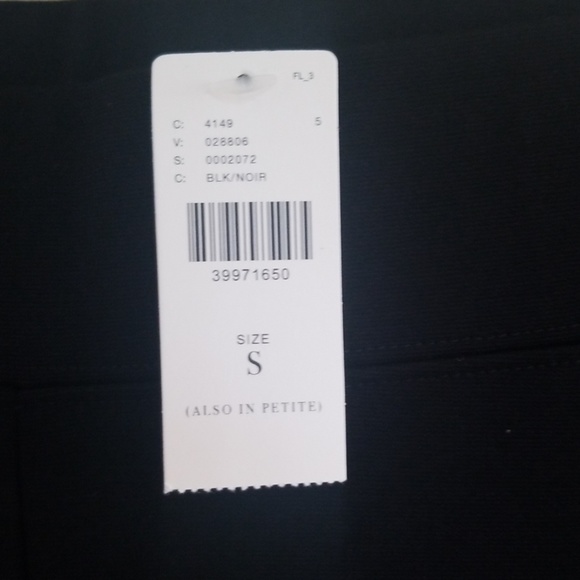 FL_3
C: 4149 5
V: 028806
S: 0002072
C: BLK/NOIR
39971650
SIZE
S
(ALSO IN PETITE)